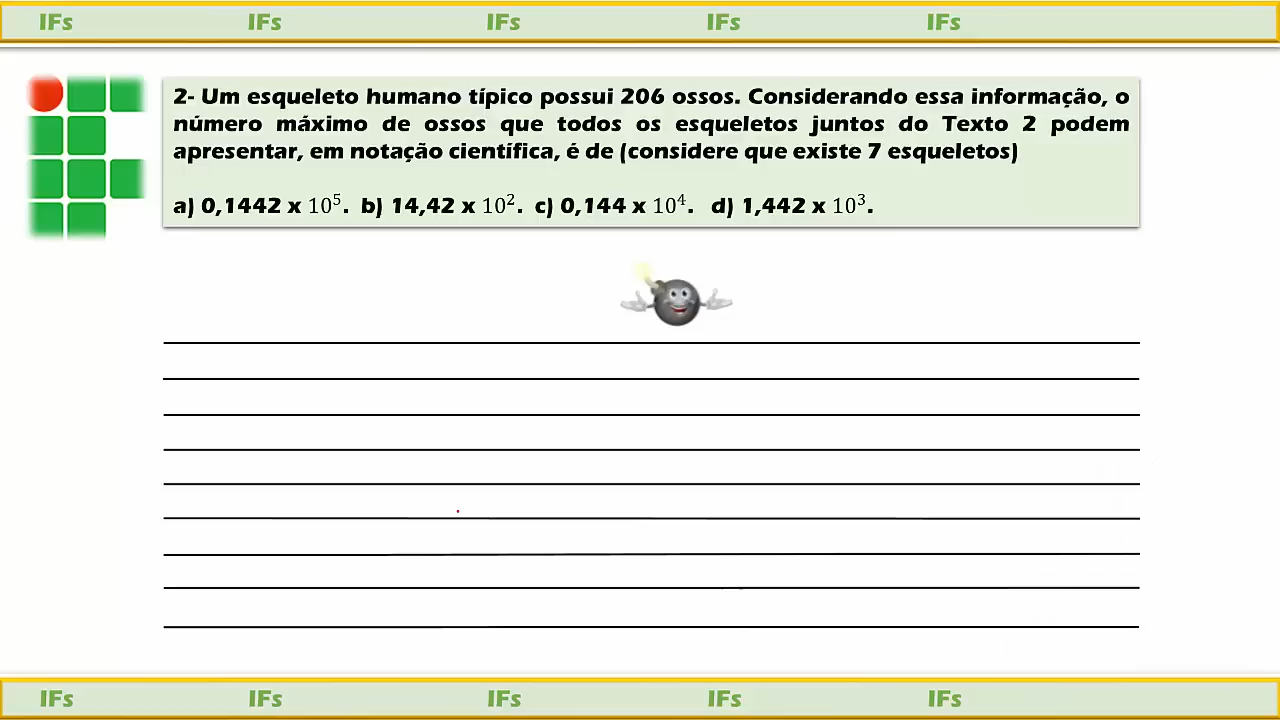 IFs IFs IFs IFs IFs
2- Um esqueleto humano típico possui 206 ossos. Considerando essa informação, o
número máximo de ossos que todos os esqueletos juntos do Texto 2 podem
apresentar, em notação científica, é de (considere que existe 7 esqueletos)
a) 0,1442 x 10⁵. b) 14,42 x 10². c) 0,144 x 10⁴. d) 1,442 x 10³.
IFs IFs IFs IFs IFs